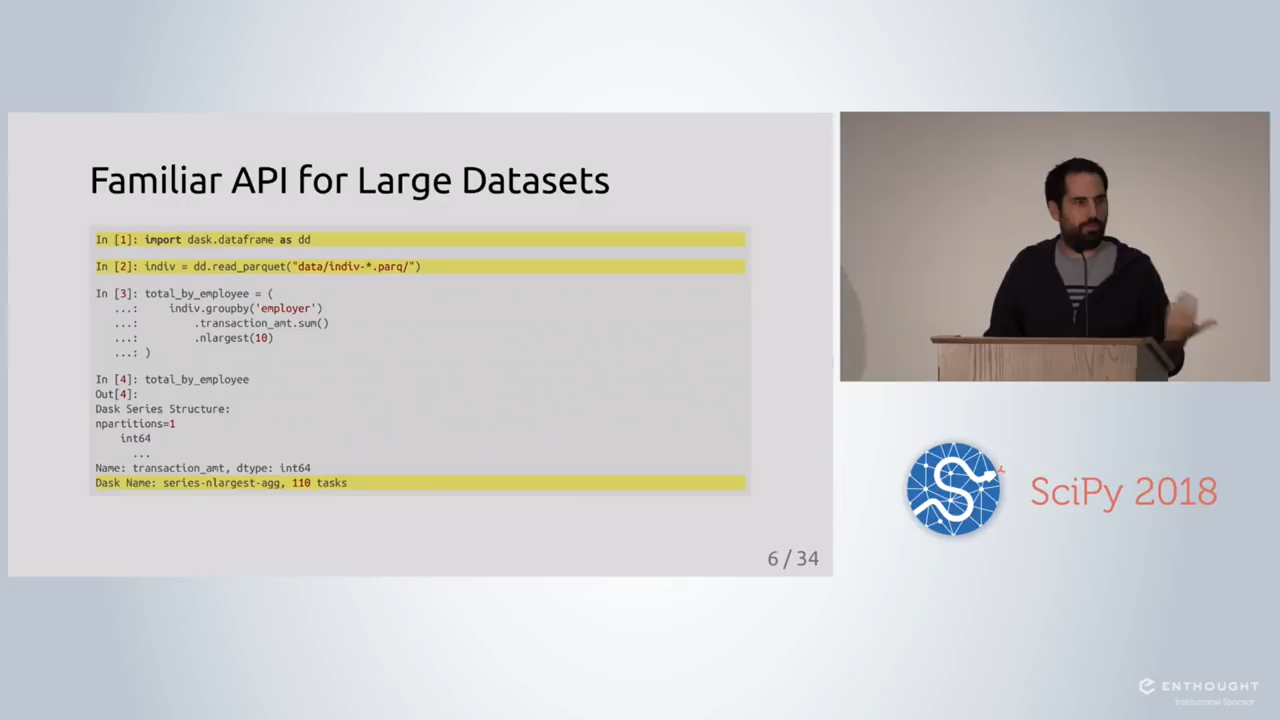 Familiar API for Large Datasets
In [1]: import dask.dataframe as dd
In [2]: indiv = dd.read_parquet("data/indiv-*.parq/")
In [3]: total_by_employee = (
   ...:     indiv.groupby('employer')
   ...:         .transaction_amt.sum()
   ...:         .nlargest(10)
   ...: )
In [4]: total_by_employee
Out[4]:
Dask Series Structure:
npartitions=1
    int64
      ...
Name: transaction_amt, dtype: int64
Dask Name: series-nlargest-agg, 110 tasks
6 / 34
SciPy 2018
ENTHOUGHT
Institutional Sponsor